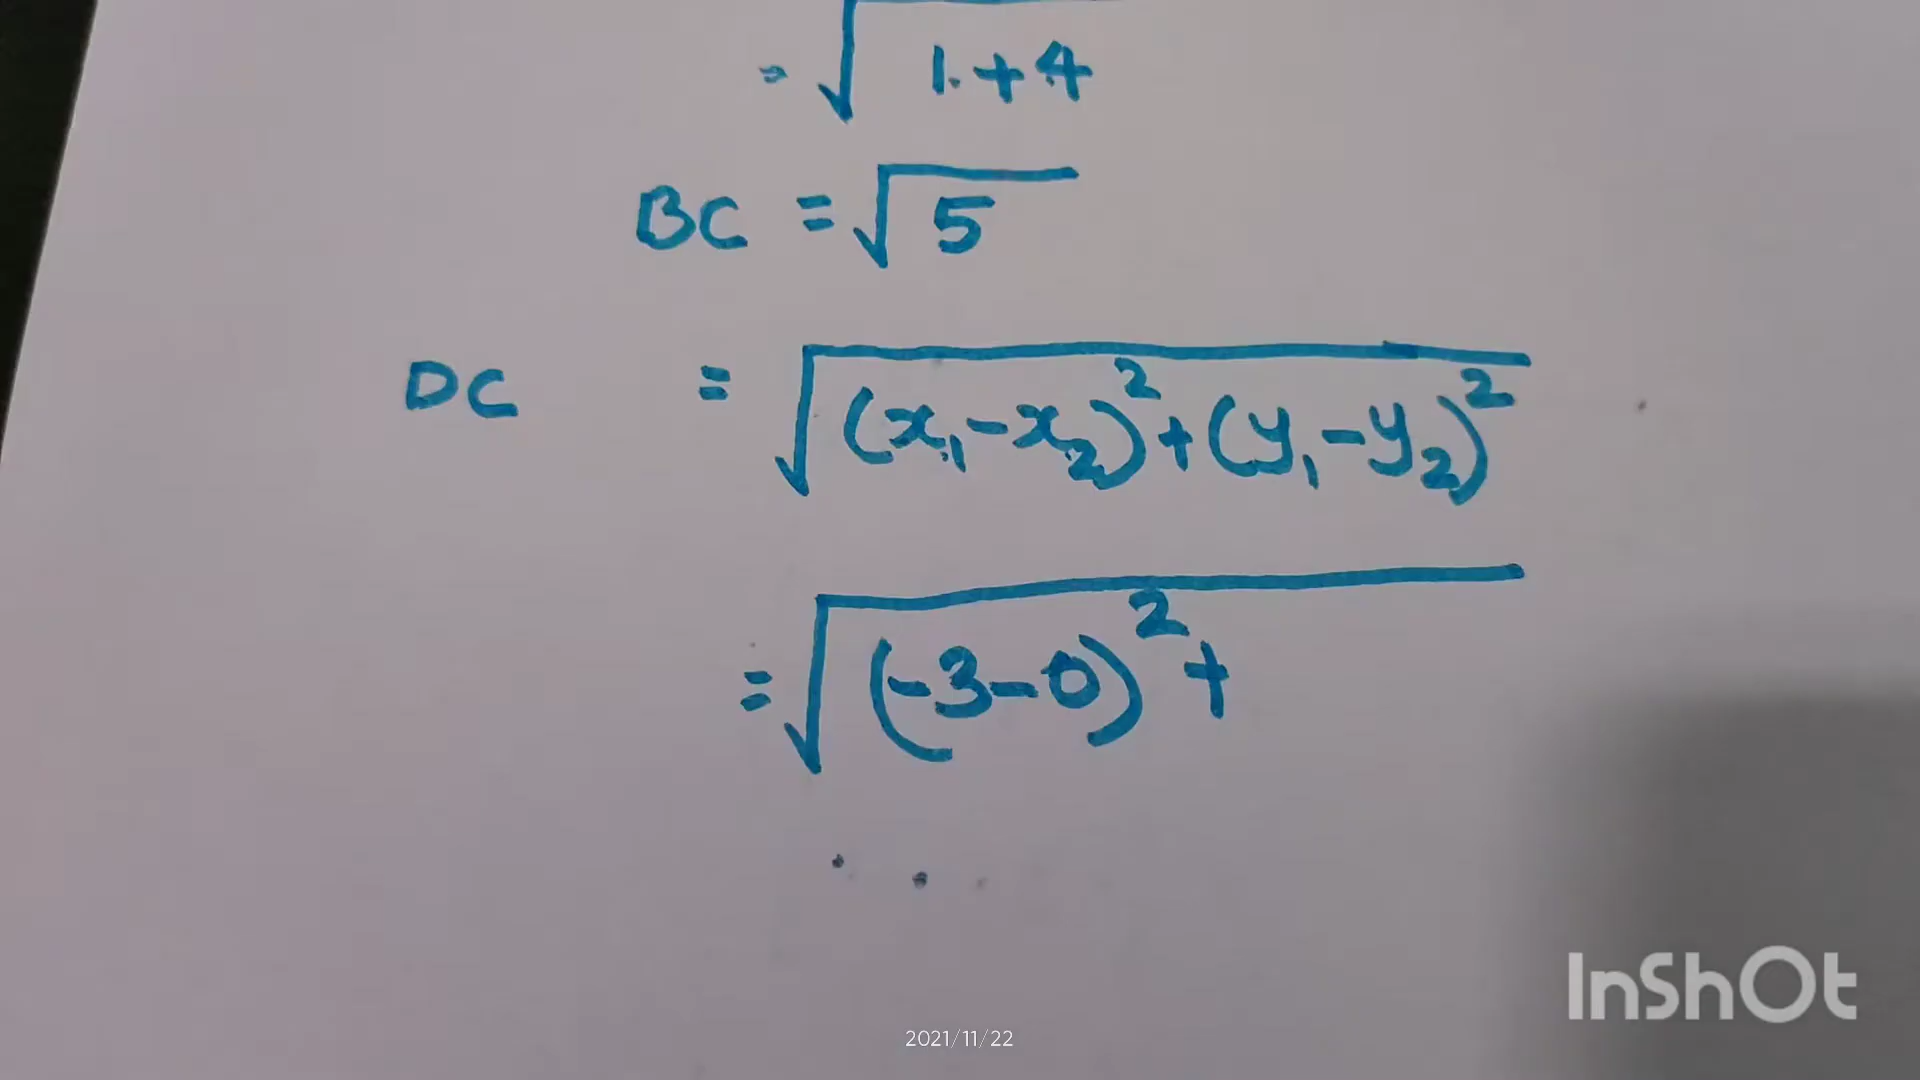 = √1+4
BC = √5
DC = √(x₁-x₂)²+(y₁-y₂)²
= √(-3-0)²+
InShOt
2021/11/22